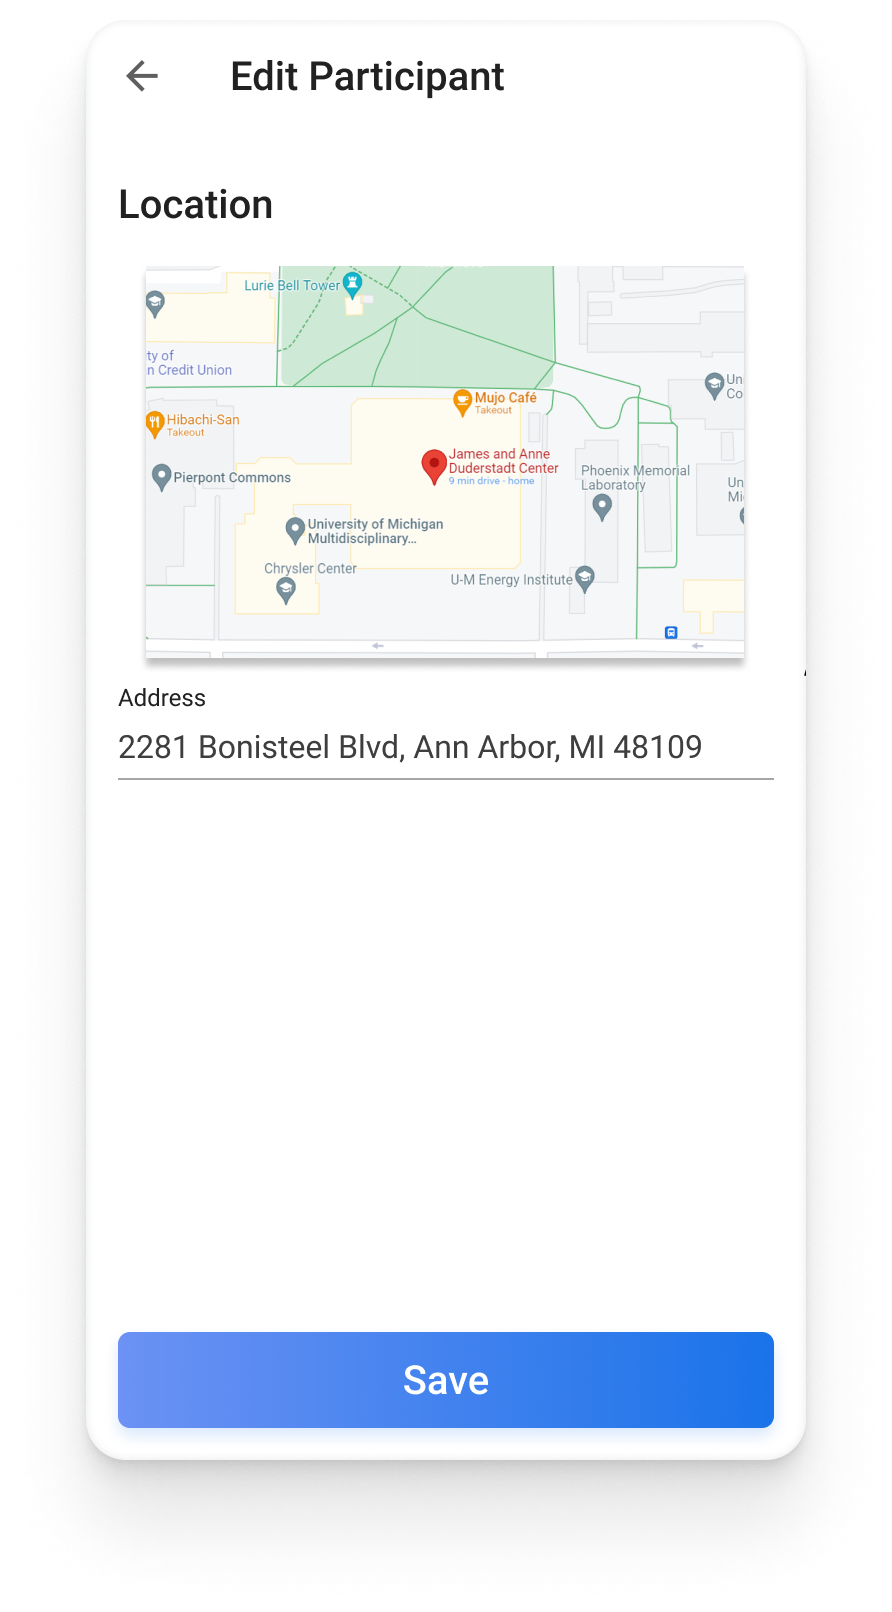 Edit Participant
Location
Lurie Bell Tower
ty of
n Credit Union
Un
Co
Mujo Café
Takeout
Hibachi-San
Takeout
James and Anne
Duderstadt Center
9 min drive - home
Pierpont Commons
Phoenix Memorial
Laboratory
Un
Mi
University of Michigan
Multidisciplinary...
Chrysler Center
U-M Energy Institute
Address
2281 Bonisteel Blvd, Ann Arbor, MI 48109
Save